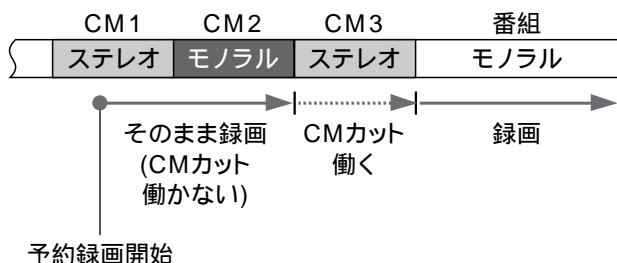 CM1 CM2 CM3 番組
ステレオ モノラル ステレオ モノラル
そのまま録画 CMカット 録画
(CMカット 働く
働かない)
予約録画開始